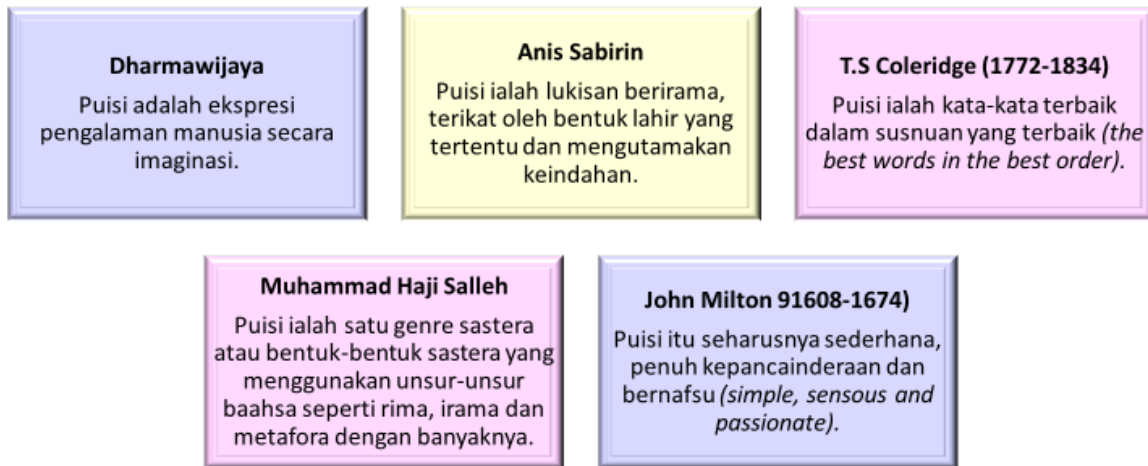 Dharmawijaya
Puisi adalah ekspresi
pengalaman manusia secara
imaginasi.
Anis Sabirin
Puisi ialah lukisan berirama,
terikat oleh bentuk lahir yang
tertentu dan mengutamakan
keindahan.
T.S Coleridge (1772-1834)
Puisi ialah kata-kata terbaik
dalam susnuan yang terbaik (the
best words in the best order).
Muhammad Haji Salleh
Puisi ialah satu genre sastera
atau bentuk-bentuk sastera yang
menggunakan unsur-unsur
baahsa seperti rima, irama dan
metafora dengan banyaknya.
John Milton 91608-1674)
Puisi itu seharusnya sederhana,
penuh kepancainderaan dan
bernafsu (simple, sensous and
passionate).